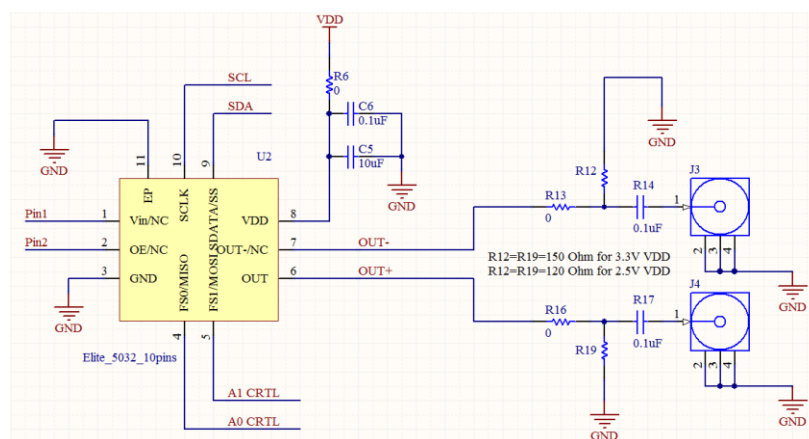 VDD
R6
0
SCL
SDA
C6
0.1uF
C5
10uF
GND
GND
U2
11
10
9
EP
SCLK
SDATA/SS
Pin1
1
Vin/NC
VDD
8
Pin2
2
OE/NC
OUT-/NC
7
OUT-
3
GND
OUT
6
OUT+
GND
FS0/MISO
FS1/MOSI
4
5
Elite_5032_10pins
A1 CRTL
A0 CRTL
GND
R12
R13
0
R14
0.1uF
J3
1
2
3
4
GND
R12=R19=150 Ohm for 3.3V VDD
R12=R19=120 Ohm for 2.5V VDD
R16
0
R17
0.1uF
J4
1
R19
2
3
4
GND
GND